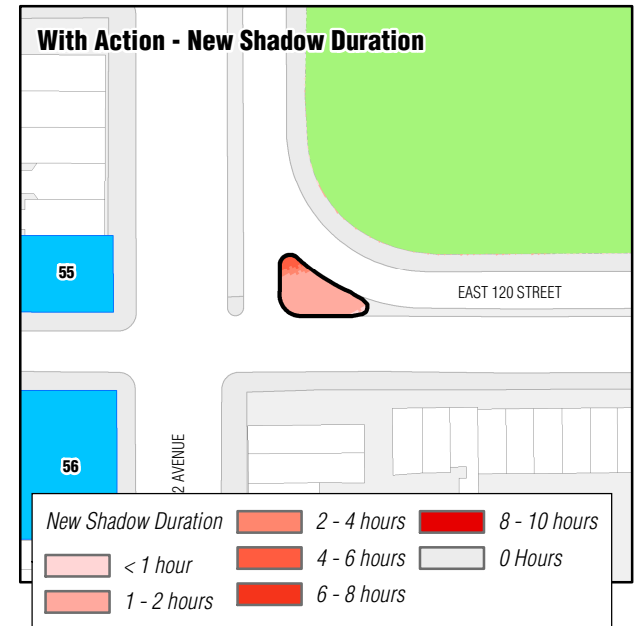 With Action - New Shadow Duration
55
EAST 120 STREET
56
2 AVENUE
New Shadow Duration
< 1 hour
1 - 2 hours
2 - 4 hours
4 - 6 hours
6 - 8 hours
8 - 10 hours
0 Hours